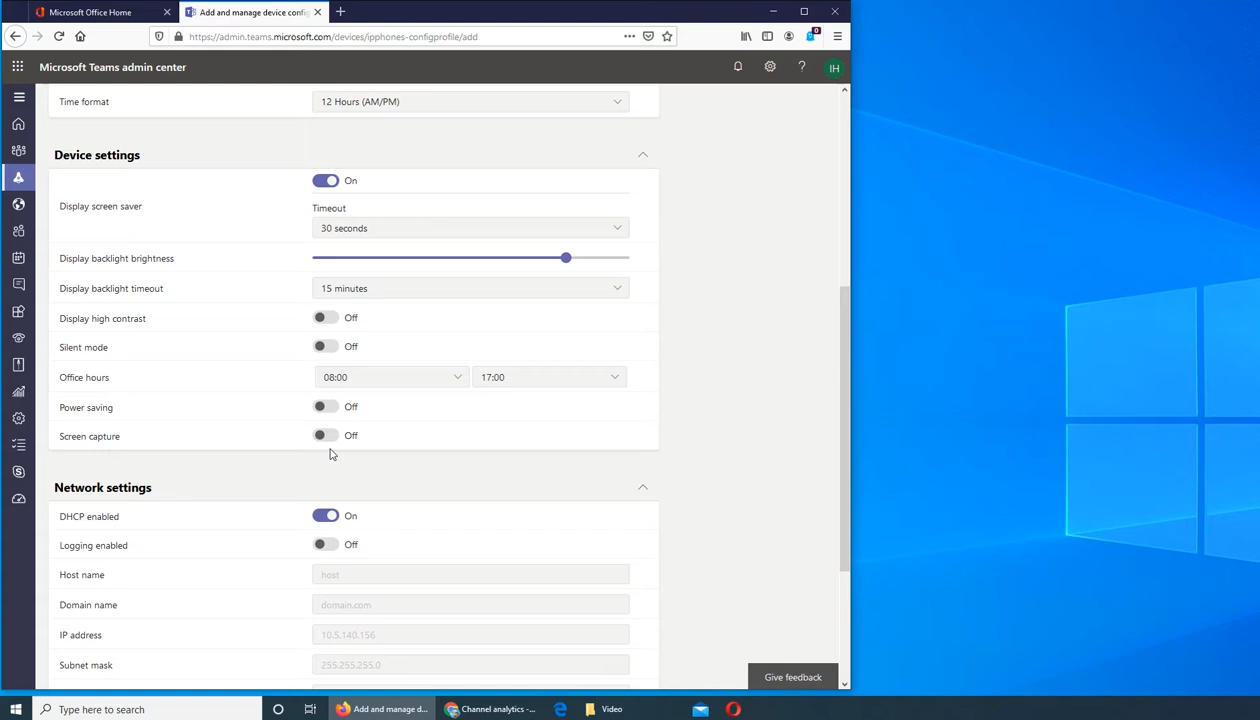 Microsoft Office Home
Add and manage device config
https://admin.teams.microsoft.com/devices/ipphones-configprofile/add
0
Microsoft Teams admin center
IH
Time format
12 Hours (AM/PM)
Device settings
On
Display screen saver
Timeout
30 seconds
Display backlight brightness
Display backlight timeout
15 minutes
Display high contrast
Off
Silent mode
Off
Office hours
08:00
17:00
Power saving
Off
Screen capture
Off
Network settings
DHCP enabled
On
Logging enabled
Off
Host name
host
Domain name
domain.com
IP address
10.5.140.156
Subnet mask
255.255.255.0
Give feedback
Type here to search
Add and manage d...
Channel analytics -...
Video